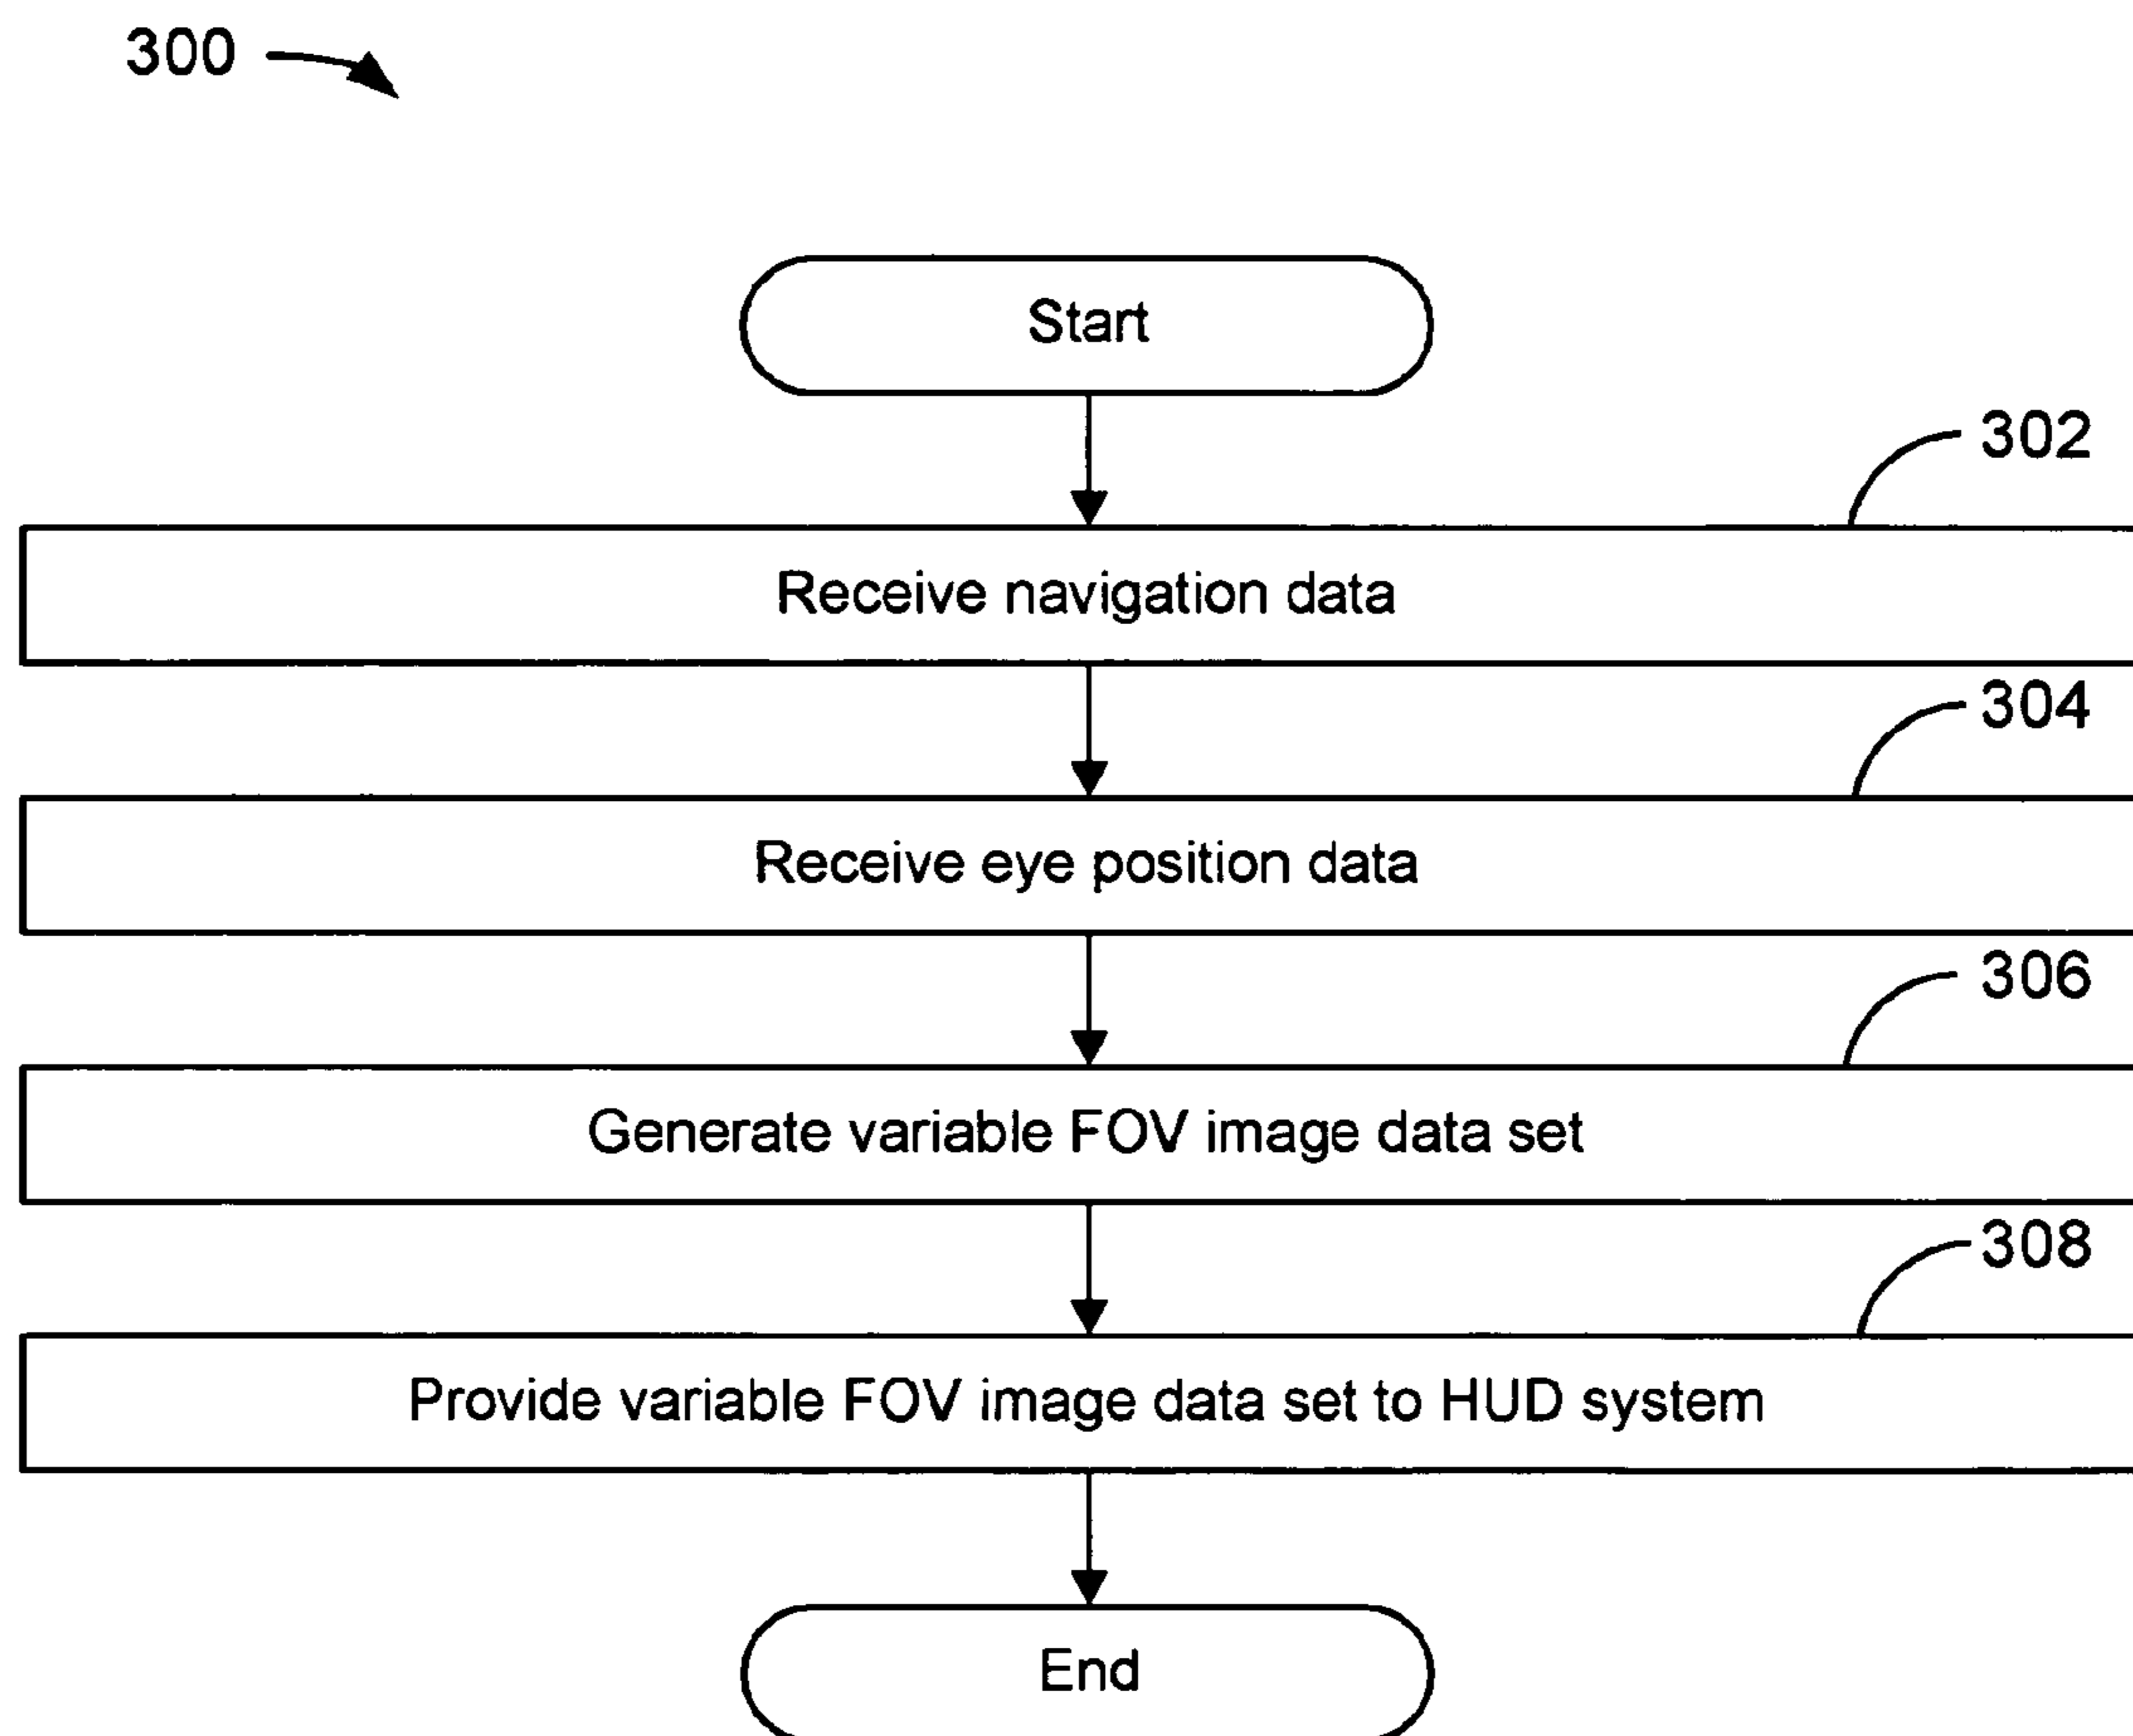 300
Start
302
Receive navigation data
304
Receive eye position data
306
Generate variable FOV image data set
308
Provide variable FOV image data set to HUD system
End